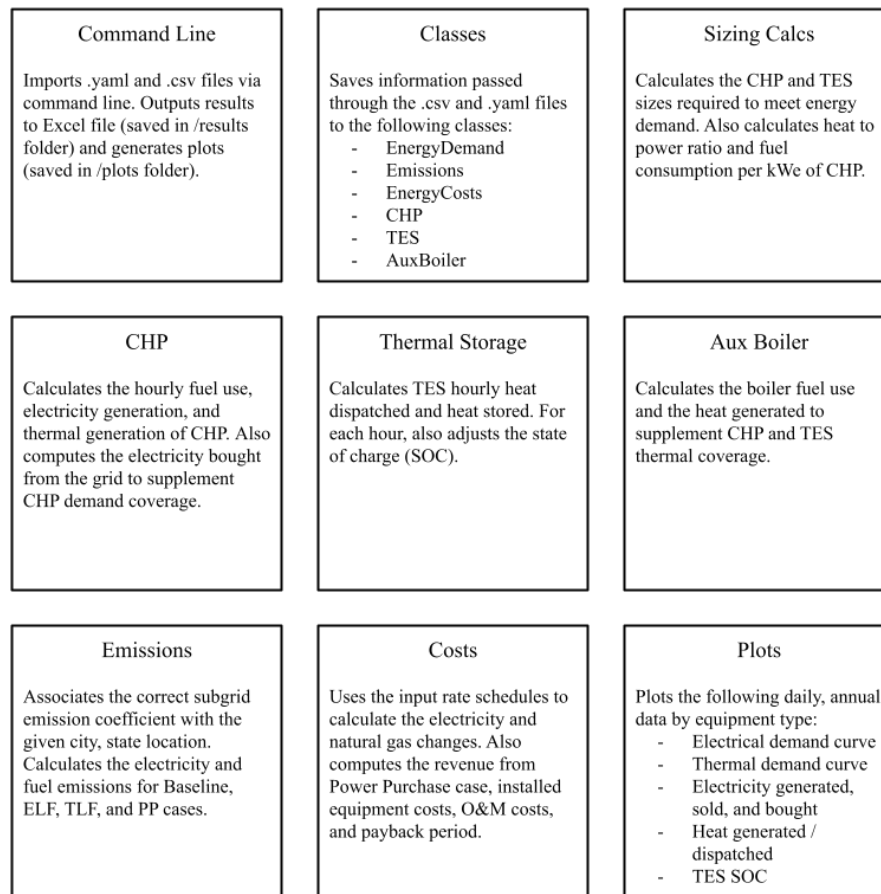 Command Line
Imports .yaml and .csv files via
command line. Outputs results
to Excel file (saved in /results
folder) and generates plots
(saved in /plots folder).
Classes
Saves information passed
through the .csv and .yaml files
to the following classes:
- EnergyDemand
- Emissions
- EnergyCosts
- CHP
- TES
- AuxBoiler
Sizing Calcs
Calculates the CHP and TES
sizes required to meet energy
demand. Also calculates heat to
power ratio and fuel
consumption per kWe of CHP.
CHP
Calculates the hourly fuel use,
electricity generation, and
thermal generation of CHP. Also
computes the electricity bought
from the grid to supplement
CHP demand coverage.
Thermal Storage
Calculates TES hourly heat
dispatched and heat stored. For
each hour, also adjusts the state
of charge (SOC).
Aux Boiler
Calculates the boiler fuel use
and the heat generated to
supplement CHP and TES
thermal coverage.
Emissions
Associates the correct subgrid
emission coefficient with the
given city, state location.
Calculates the electricity and
fuel emissions for Baseline,
ELF, TLF, and PP cases.
Costs
Uses the input rate schedules to
calculate the electricity and
natural gas changes. Also
computes the revenue from
Power Purchase case, installed
equipment costs, O&M costs,
and payback period.
Plots
Plots the following daily, annual
data by equipment type:
- Electrical demand curve
- Thermal demand curve
- Electricity generated,
sold, and bought
- Heat generated /
dispatched
- TES SOC